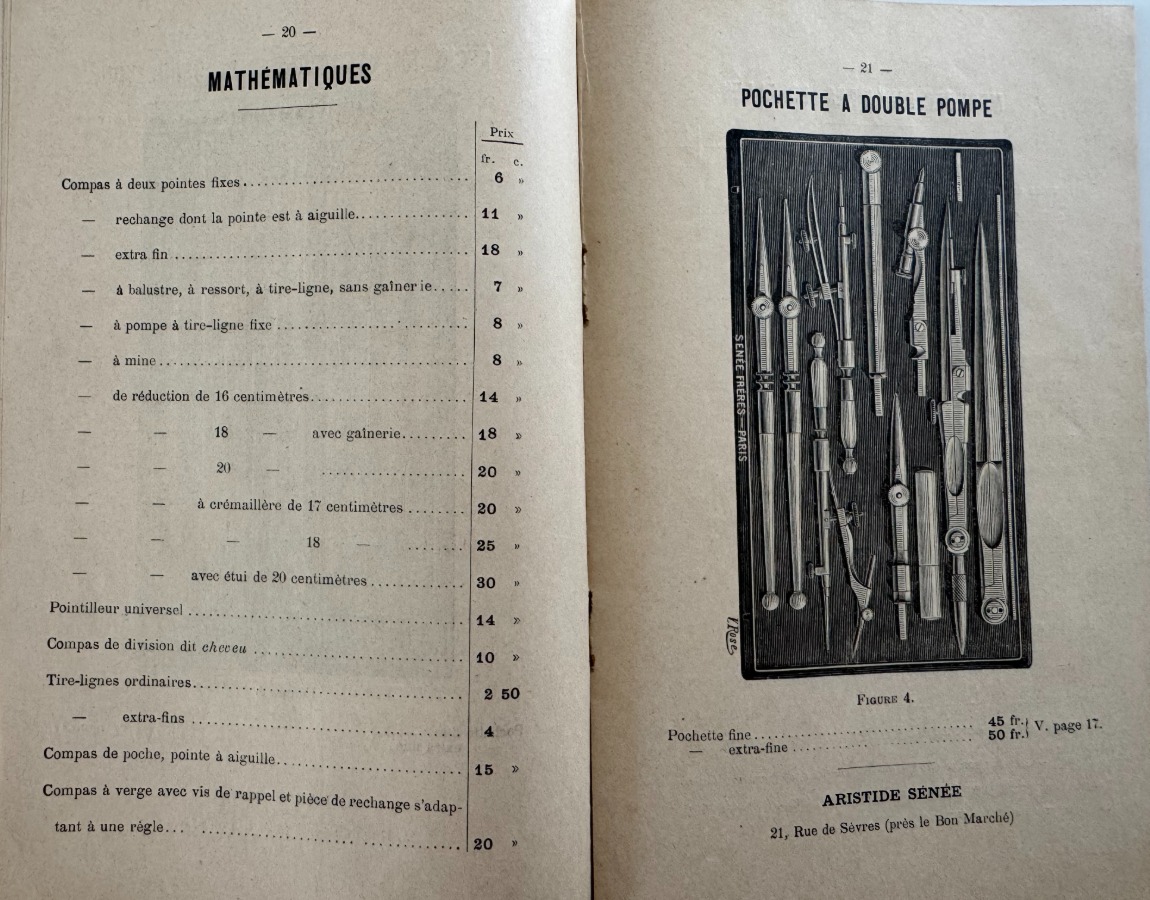 — 20 —
MATHÉMATIQUES
Prix
fr. c.
Compas à deux pointes fixes ........ 6 »
— rechange dont la pointe est à aiguille........ 11 »
— extra fin ........ 18 »
— à balustre, à ressort, à tire-ligne, sans gaînerie..... 7 »
— à pompe à tire-ligne fixe ........ 8 »
— à mine ........ 8 »
— de réduction de 16 centimètres........ 14 »
— — 18 — avec gaînerie........ 18 »
— — 20 — ........ 20 »
— — à crémaillère de 17 centimètres ........ 20 »
— — — 18 — ........ 25 »
— — avec étui de 20 centimètres ........ 30 »
Pointilleur universel ........ 14 »
Compas de division dit cheveu ........ 10 »
Tire-lignes ordinaires........ 2 50
— extra-fins ........ 4 »
Compas de poche, pointe à aiguille........ 15 »
Compas à verge avec vis de rappel et pièce de rechange s'adap-
tant à une régle... ........ 20 »
— 21 —
POCHETTE A DOUBLE POMPE
SENÉE FRÈRES PARIS
V. Rose
FIGURE 4.
Pochette fine ........ 45 fr.
— extra-fine ........ 50 fr. } V. page 17.
ARISTIDE SÉNÉE
21, Rue de Sèvres (près le Bon Marché)